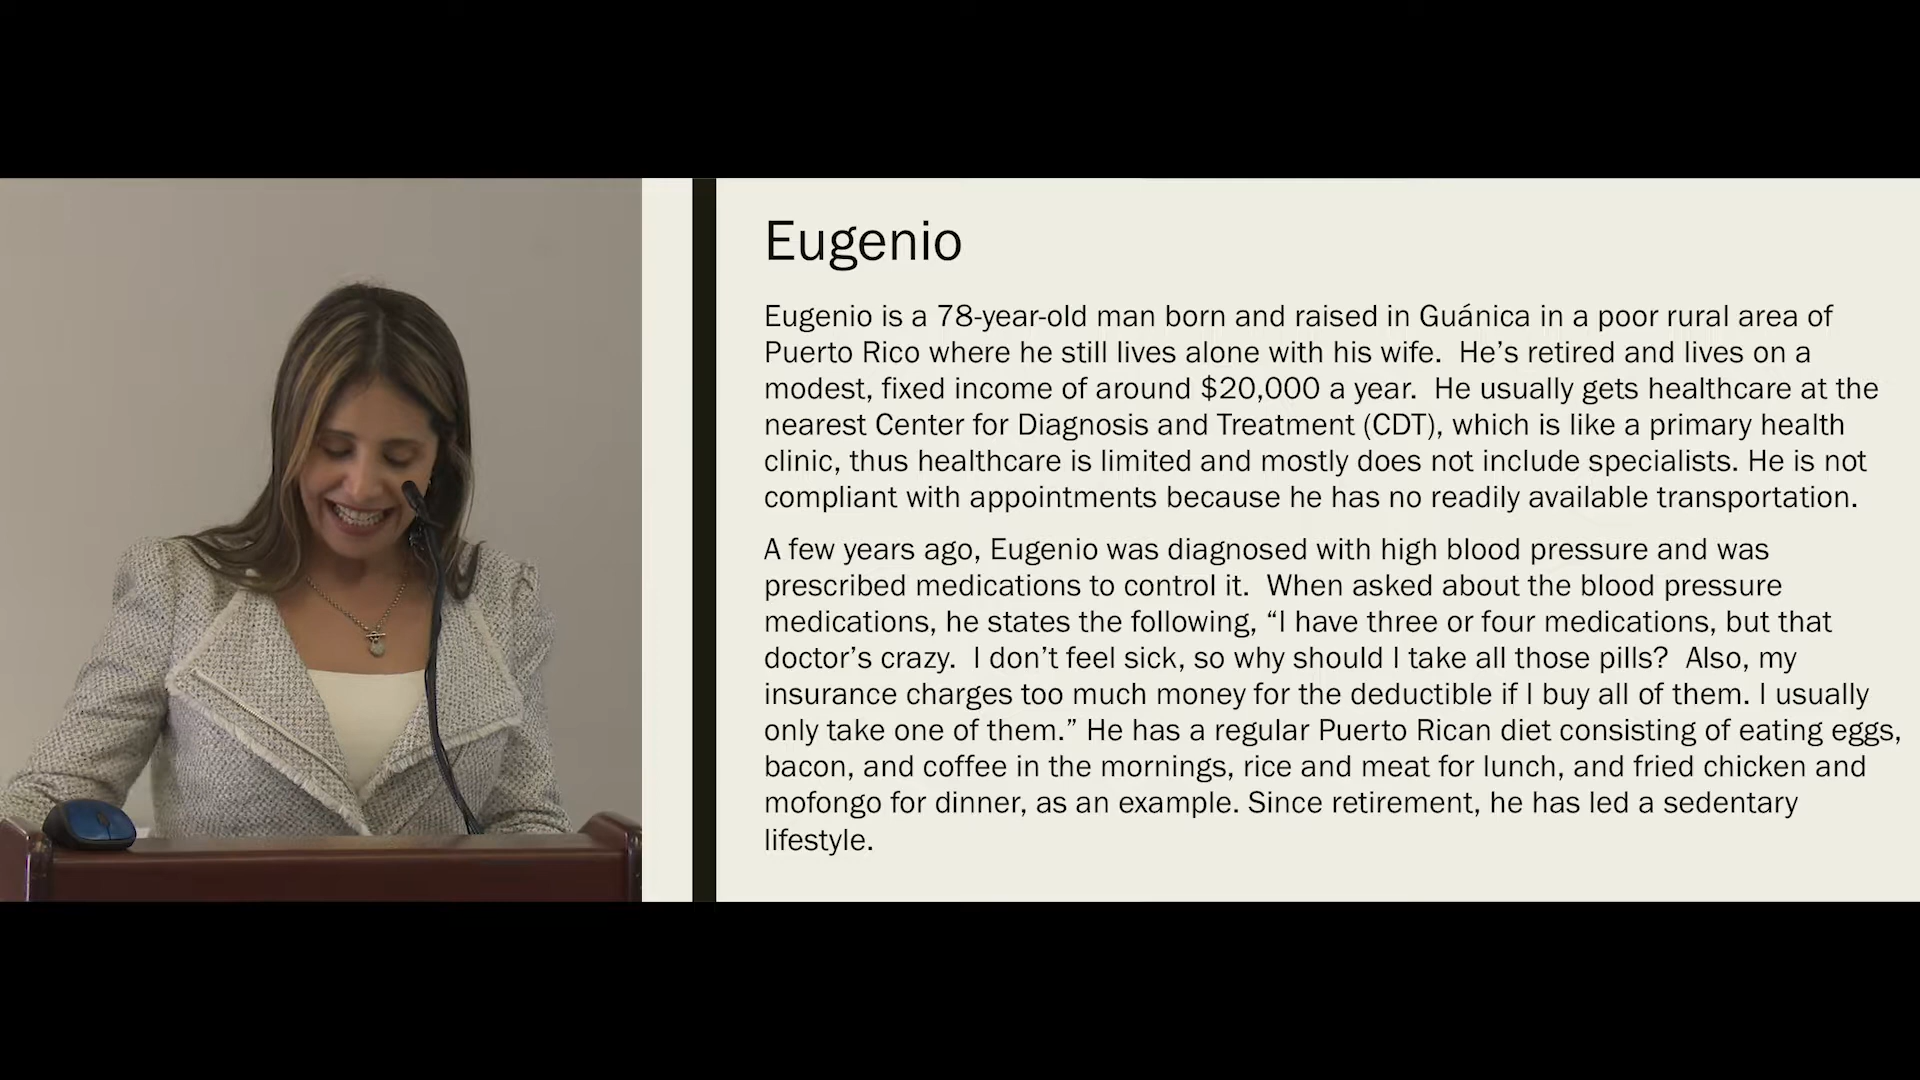 Eugenio
Eugenio is a 78-year-old man born and raised in Guánica in a poor rural area of
Puerto Rico where he still lives alone with his wife.  He’s retired and lives on a
modest, fixed income of around $20,000 a year.  He usually gets healthcare at the
nearest Center for Diagnosis and Treatment (CDT), which is like a primary health
clinic, thus healthcare is limited and mostly does not include specialists. He is not
compliant with appointments because he has no readily available transportation.
A few years ago, Eugenio was diagnosed with high blood pressure and was
prescribed medications to control it.  When asked about the blood pressure
medications, he states the following, “I have three or four medications, but that
doctor’s crazy.  I don’t feel sick, so why should I take all those pills?  Also, my
insurance charges too much money for the deductible if I buy all of them. I usually
only take one of them.” He has a regular Puerto Rican diet consisting of eating eggs,
bacon, and coffee in the mornings, rice and meat for lunch, and fried chicken and
mofongo for dinner, as an example. Since retirement, he has led a sedentary
lifestyle.